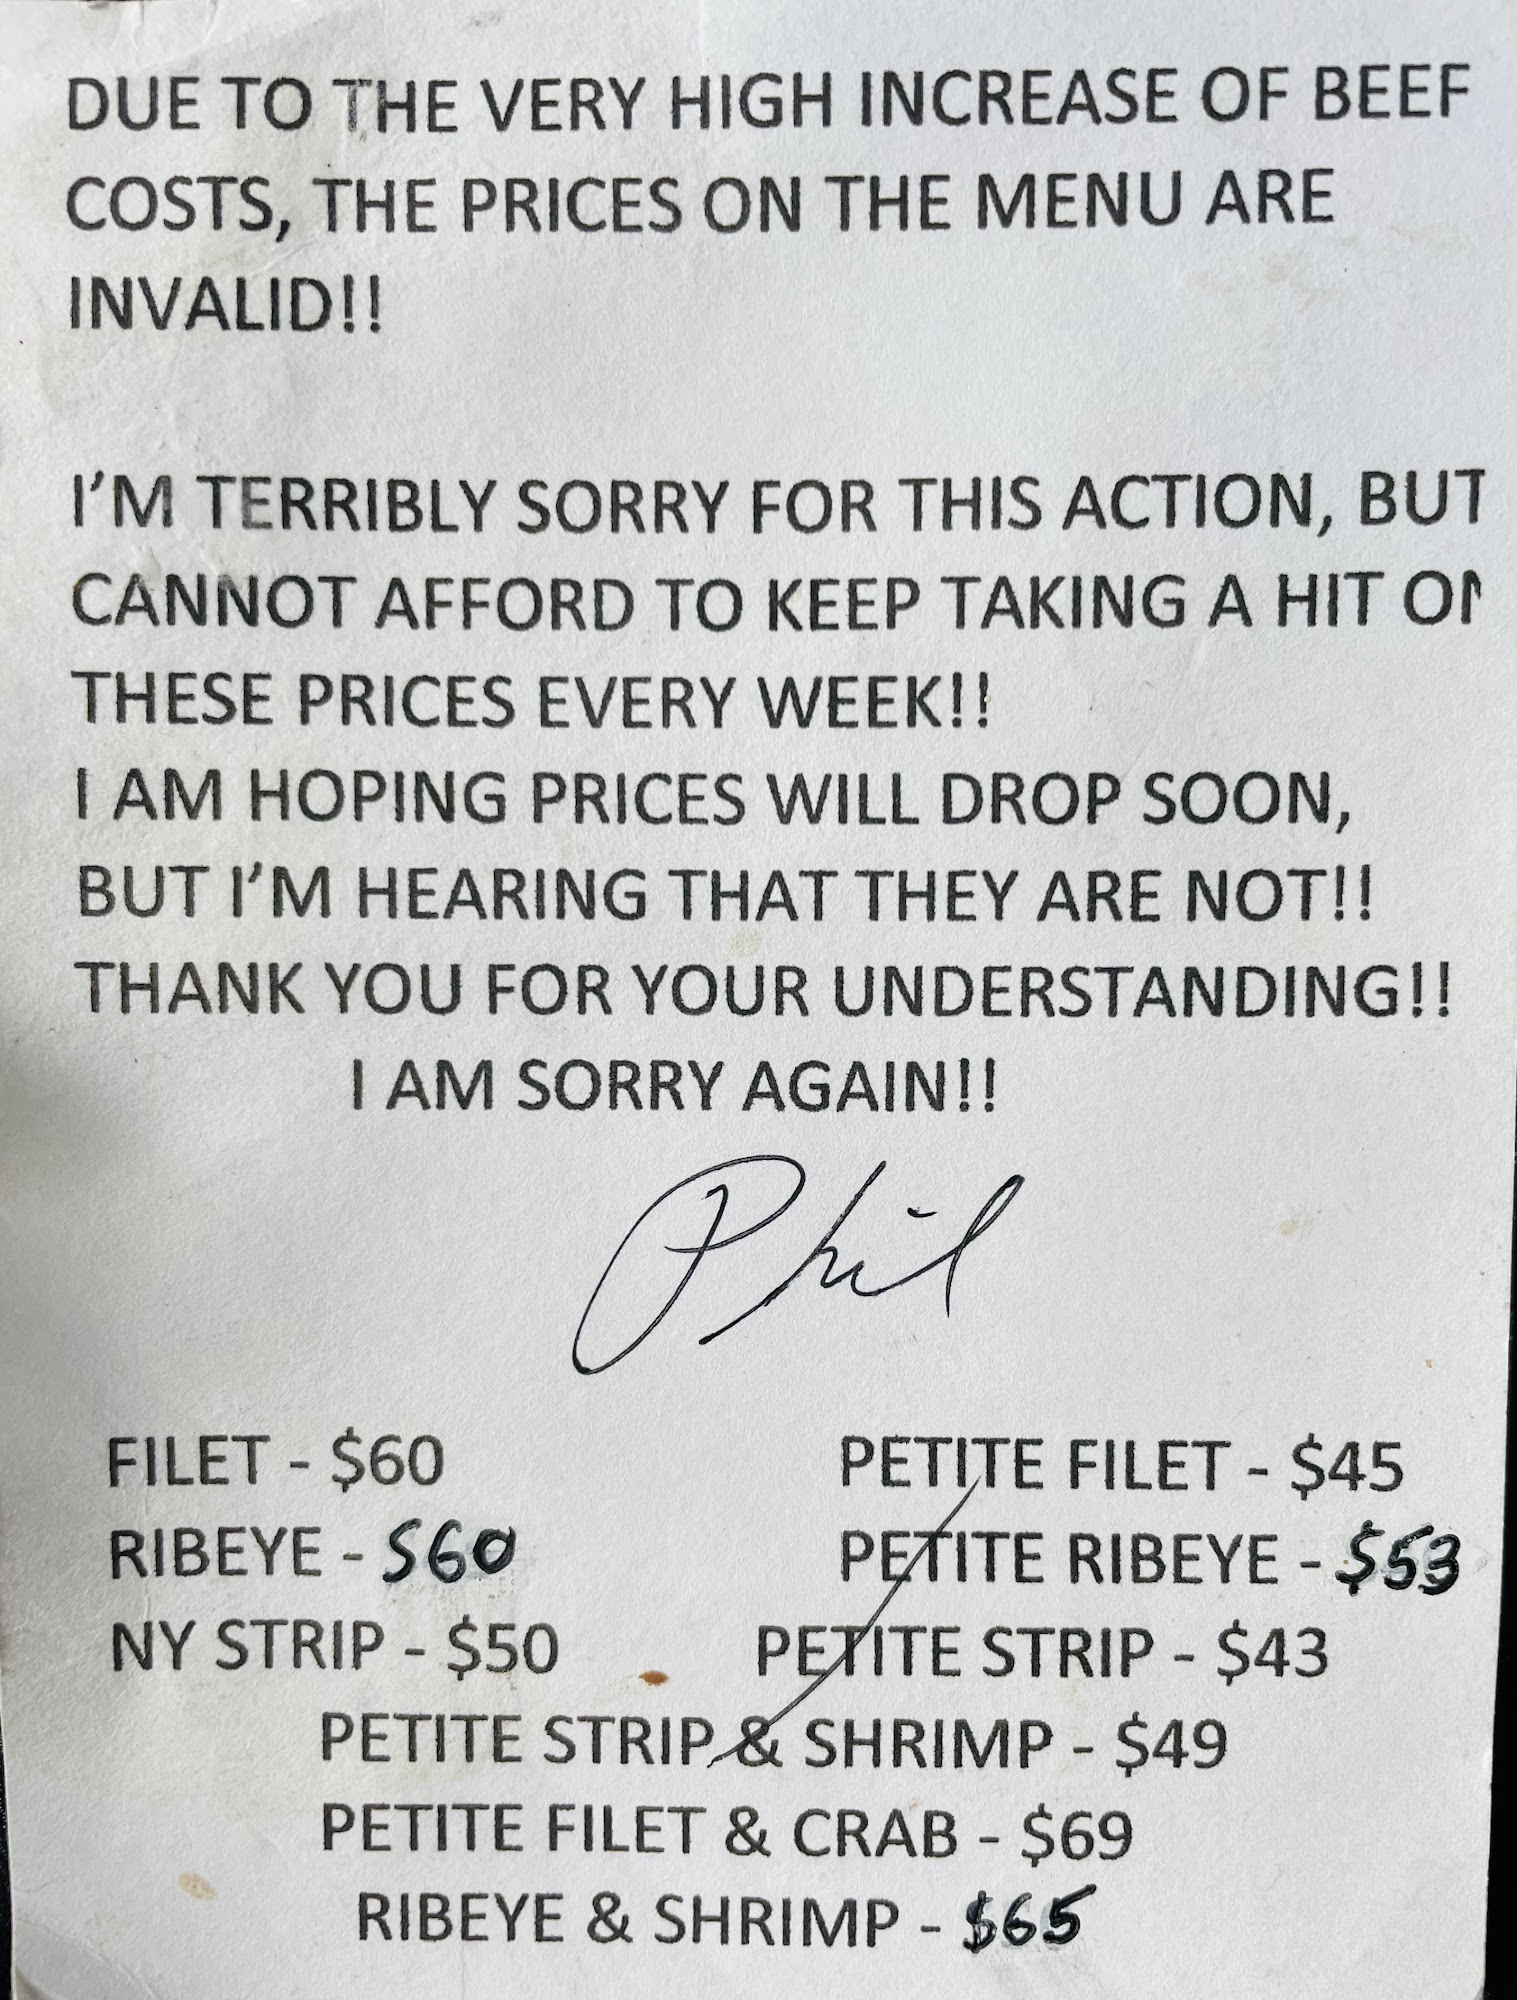 DUE TO THE VERY HIGH INCREASE OF BEEF
COSTS, THE PRICES ON THE MENU ARE
INVALID!!
I'M TERRIBLY SORRY FOR THIS ACTION, BUT
CANNOT AFFORD TO KEEP TAKING A HIT ON
THESE PRICES EVERY WEEK!!
I AM HOPING PRICES WILL DROP SOON,
BUT I'M HEARING THAT THEY ARE NOT!!
THANK YOU FOR YOUR UNDERSTANDING!!
I AM SORRY AGAIN!!
Phil
FILET - $60 PETITE FILET - $45
RIBEYE - $60 PETITE RIBEYE - $53
NY STRIP - $50 PETITE STRIP - $43
PETITE STRIP & SHRIMP - $49
PETITE FILET & CRAB - $69
RIBEYE & SHRIMP - $65